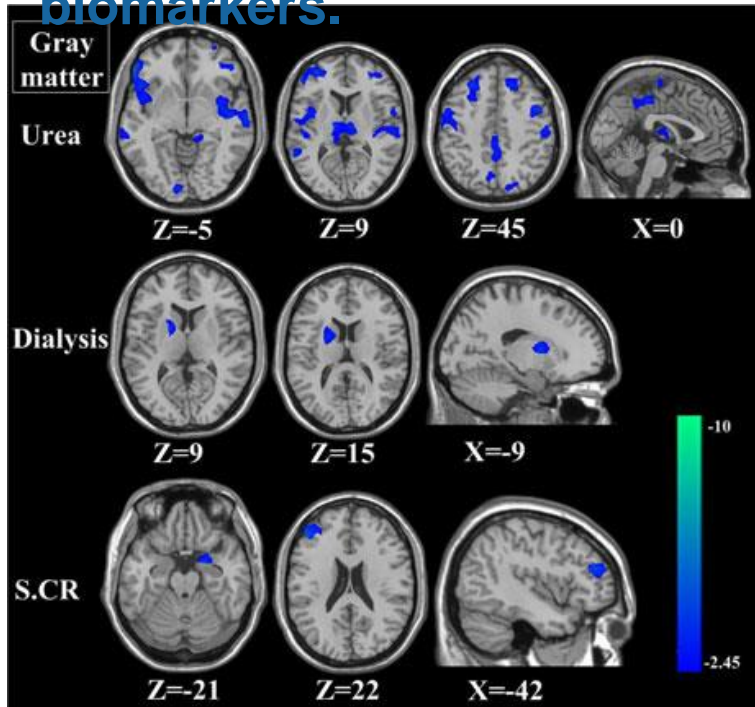 biomarkers.
Gray
matter
Urea
Z=-5 Z=9 Z=45 X=0
Dialysis
Z=9 Z=15 X=-9
-10
S.CR
-2.45
Z=-21 Z=22 X=-42